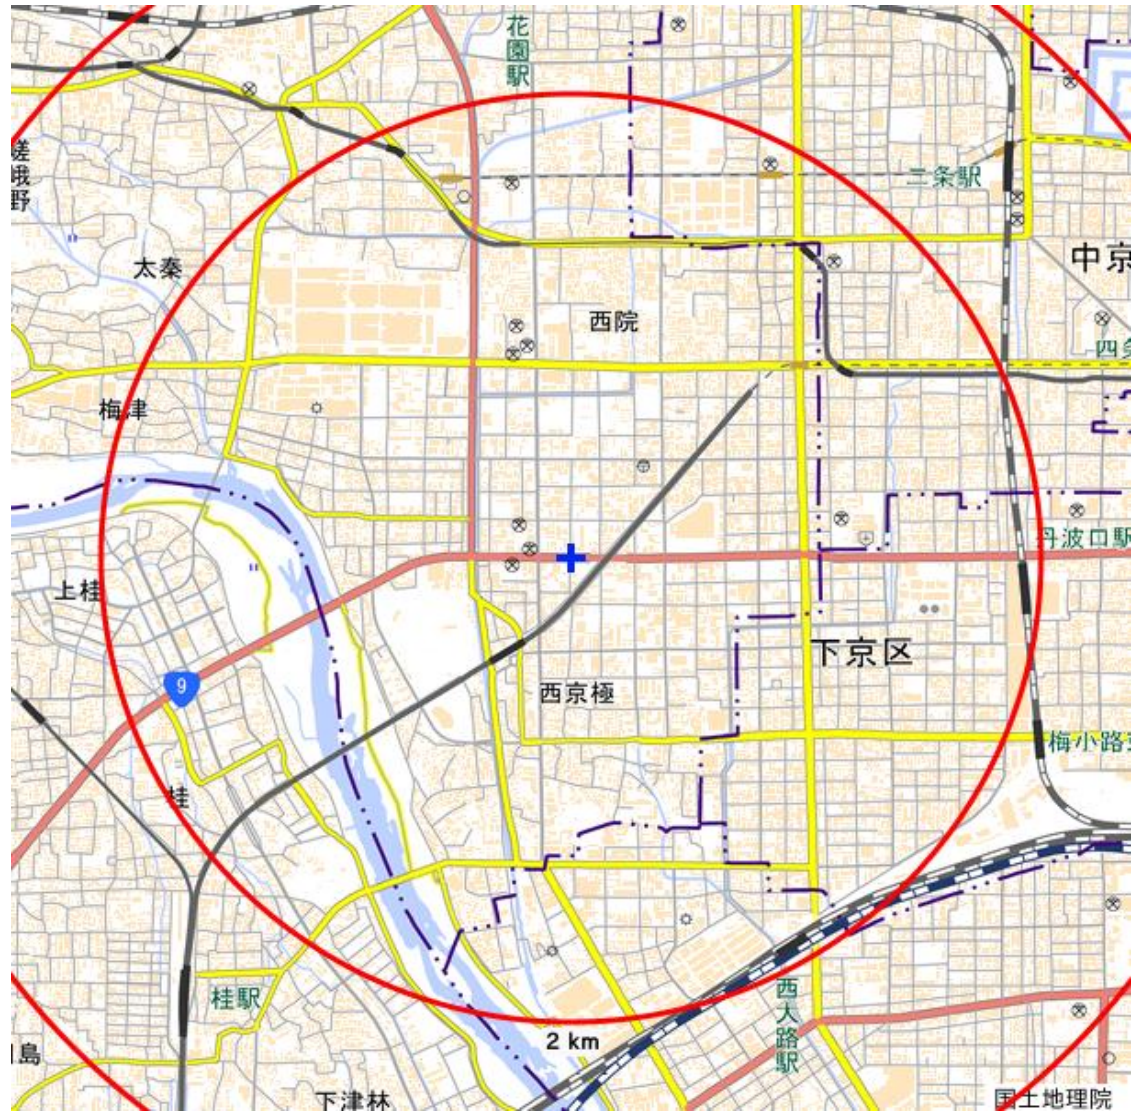 花園駅
嵯峨野
二条駅
中京
太秦
西院
四条
梅津
丹波口駅
上桂
下京区
9
西京極
梅小路
桂
桂駅
西大路駅
2 km
島
下津林
国土地理院